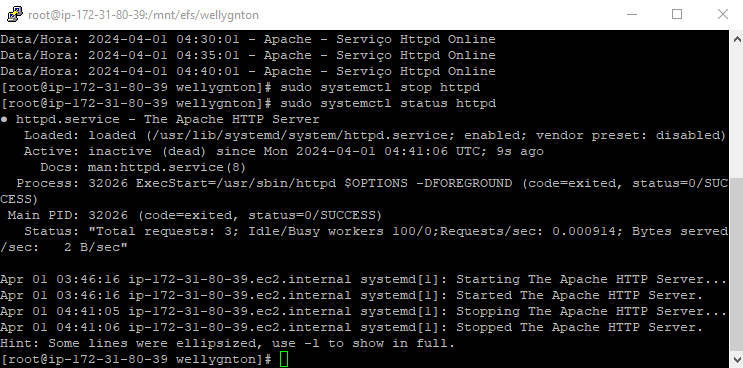 root@ip-172-31-80-39:/mnt/efs/wellygnton
Data/Hora: 2024-04-01 04:30:01 - Apache - Serviço Httpd Online
Data/Hora: 2024-04-01 04:35:01 - Apache - Serviço Httpd Online
Data/Hora: 2024-04-01 04:40:01 - Apache - Serviço Httpd Online
[root@ip-172-31-80-39 wellygnton]# sudo systemctl stop httpd
[root@ip-172-31-80-39 wellygnton]# sudo systemctl status httpd
● httpd.service - The Apache HTTP Server
   Loaded: loaded (/usr/lib/systemd/system/httpd.service; enabled; vendor preset: disabled)
   Active: inactive (dead) since Mon 2024-04-01 04:41:06 UTC; 9s ago
     Docs: man:httpd.service(8)
  Process: 32026 ExecStart=/usr/sbin/httpd $OPTIONS -DFOREGROUND (code=exited, status=0/SUC
CESS)
 Main PID: 32026 (code=exited, status=0/SUCCESS)
   Status: "Total requests: 3; Idle/Busy workers 100/0;Requests/sec: 0.000914; Bytes served
/sec:   2 B/sec"

Apr 01 03:46:16 ip-172-31-80-39.ec2.internal systemd[1]: Starting The Apache HTTP Server...
Apr 01 03:46:16 ip-172-31-80-39.ec2.internal systemd[1]: Started The Apache HTTP Server.
Apr 01 04:41:05 ip-172-31-80-39.ec2.internal systemd[1]: Stopping The Apache HTTP Server...
Apr 01 04:41:06 ip-172-31-80-39.ec2.internal systemd[1]: Stopped The Apache HTTP Server.
Hint: Some lines were ellipsized, use -l to show in full.
[root@ip-172-31-80-39 wellygnton]#